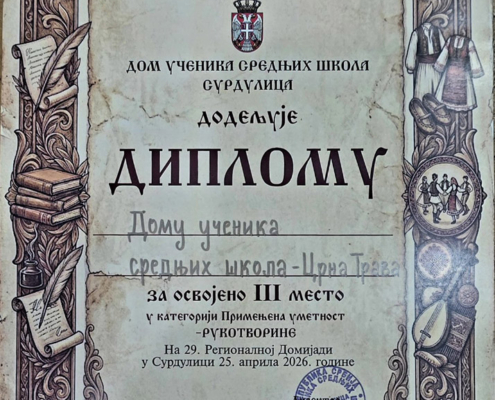 ДОМ УЧЕНИКА СРЕДЊИХ ШКОЛА
СУРДУЛИЦА
ДОДЕЉУЈЕ
ДИПЛОМУ
Дому ученика
средњих школа - Црна Трава
за освојено III место
у категорији Примењена уметност
-РУКОТВОРИНЕ
На 29. Регионалној Домијади
у Сурдулици 25. априла 2026. године